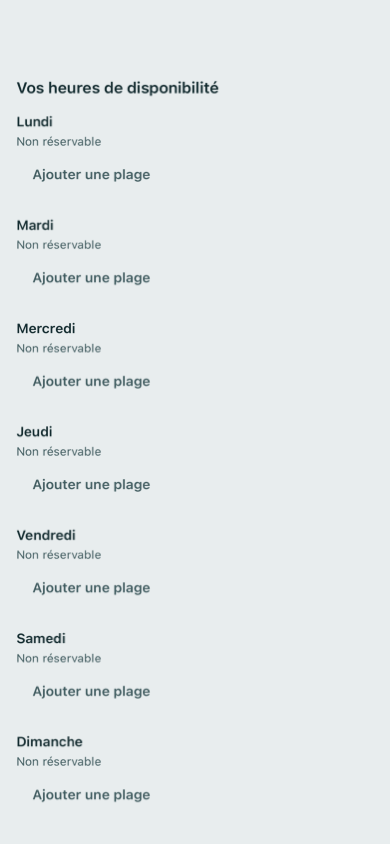 Vos heures de disponibilité
Lundi
Non réservable
Ajouter une plage
Mardi
Non réservable
Ajouter une plage
Mercredi
Non réservable
Ajouter une plage
Jeudi
Non réservable
Ajouter une plage
Vendredi
Non réservable
Ajouter une plage
Samedi
Non réservable
Ajouter une plage
Dimanche
Non réservable
Ajouter une plage